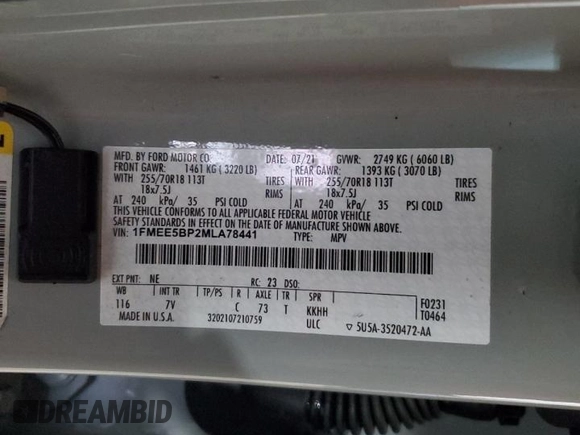 MFD. BY FORD MOTOR CO. DATE: 07/21 GVWR: 2749 KG ( 6060 LB)
FRONT GAWR: 1461 KG ( 3220 LB) REAR GAWR: 1393 KG ( 3070 LB)
WITH 255/70R18 113T TIRES WITH 255/70R18 113T TIRES
18x7.5J RIMS 18x7.5J RIMS
AT 240 kPa/ 35 PSI COLD AT 240 kPa/ 35 PSI COLD
THIS VEHICLE CONFORMS TO ALL APPLICABLE FEDERAL MOTOR VEHICLE
SAFETY STANDARDS IN EFFECT ON THE DATE OF MANUFACTURE SHOWN ABOVE.
VIN: 1FMEE5BP2MLA78441 TYPE: MPV
EXT PNT: NE RC: 23 DSO:
WB INT TR TP/PS R AXLE TR SPR F0231
116 7V C 73 T KKHH T0464
MADE IN U.S.A. 3202107210759 ULC 5U5A-3520472-AA
DREAMBID